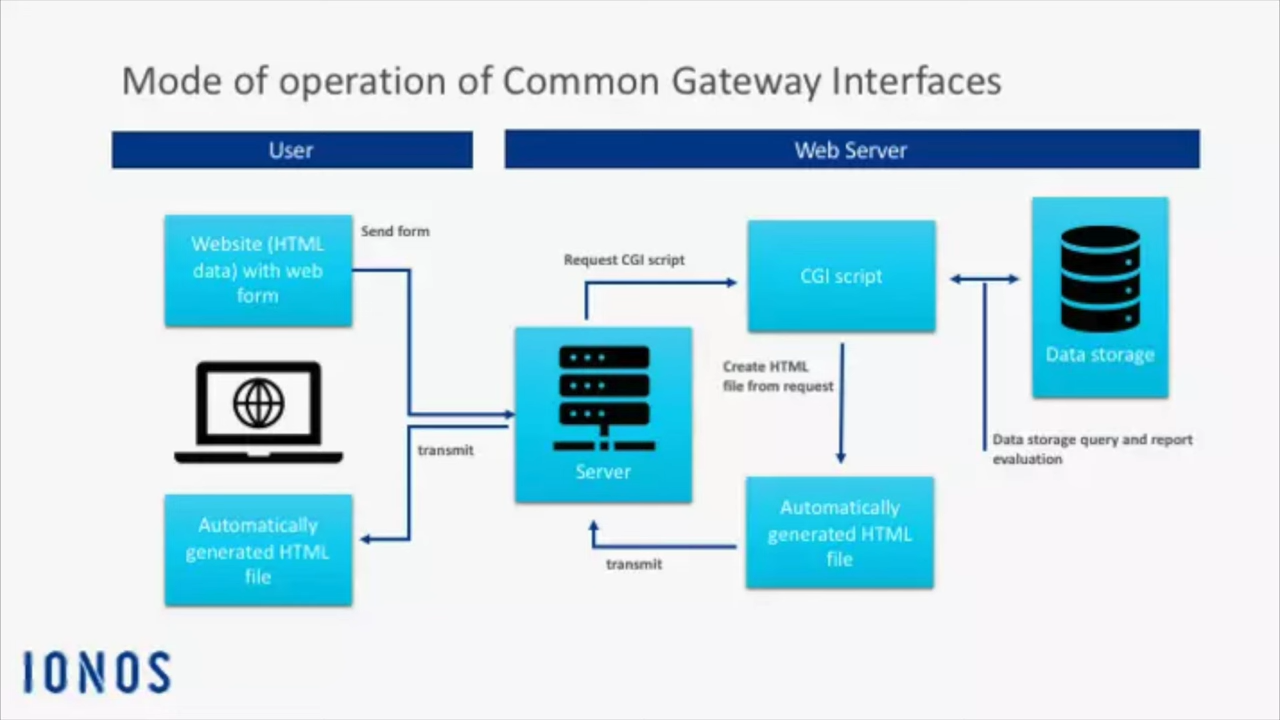 Mode of operation of Common Gateway Interfaces
User
Web Server
Website (HTML
data) with web
form
Send form
Request CGI script
CGI script
Data storage
Create HTML
file from request
Server
transmit
Data storage query and report
evaluation
Automatically
generated HTML
file
Automatically
generated HTML
file
transmit
IONOS